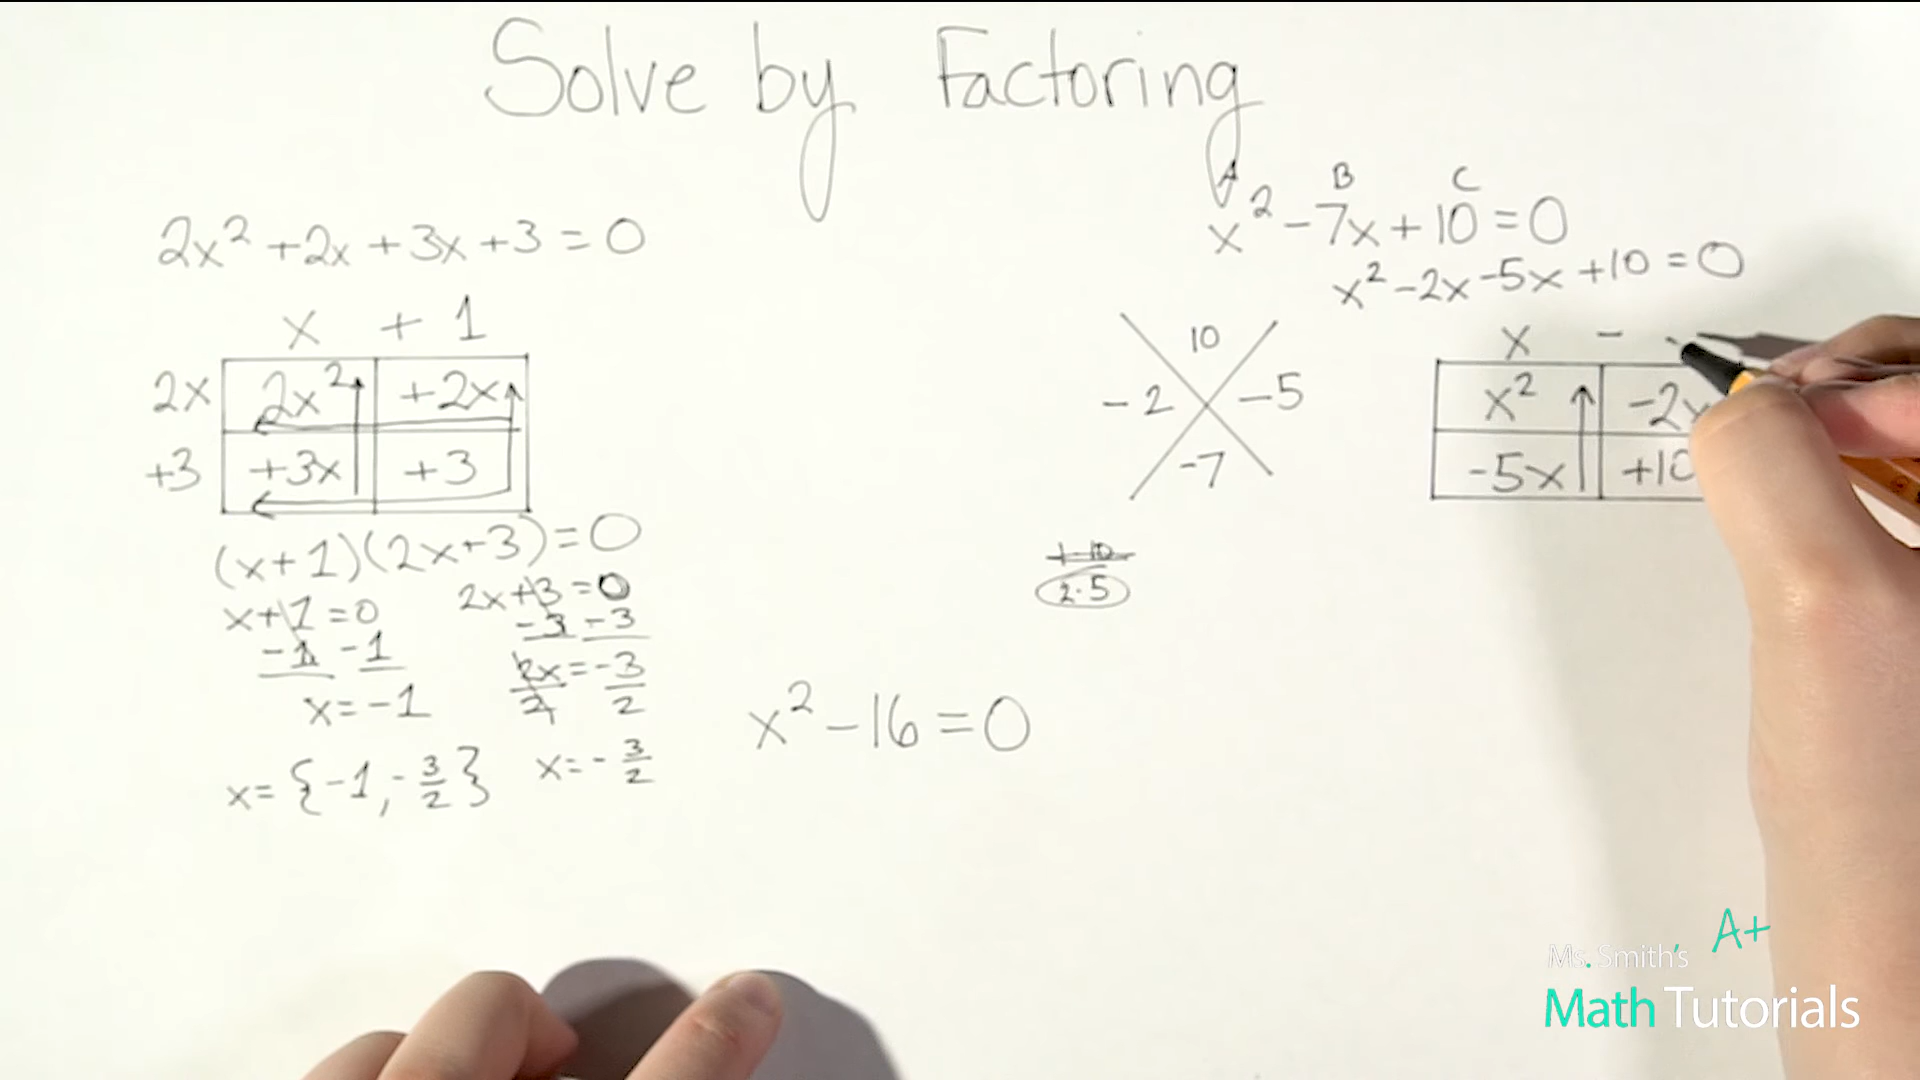 Solve by Factoring
2x² + 2x + 3x + 3 = 0
x + 1
2x 2x² +2x
+3 +3x +3
(x+1)(2x+3) = 0
x+1=0
-1 -1
x=-1
2x+3=0
-3 -3
2x = -3
2 2
x = -3/2
x = {-1, -3/2}
x² - 16 = 0
A B C
x² - 7x + 10 = 0
x² - 2x - 5x + 10 = 0
10
-2 -5
-7
1·10
2·5
x -
x² -2x
-5x +10
Ms. Smith's A+
Math Tutorials